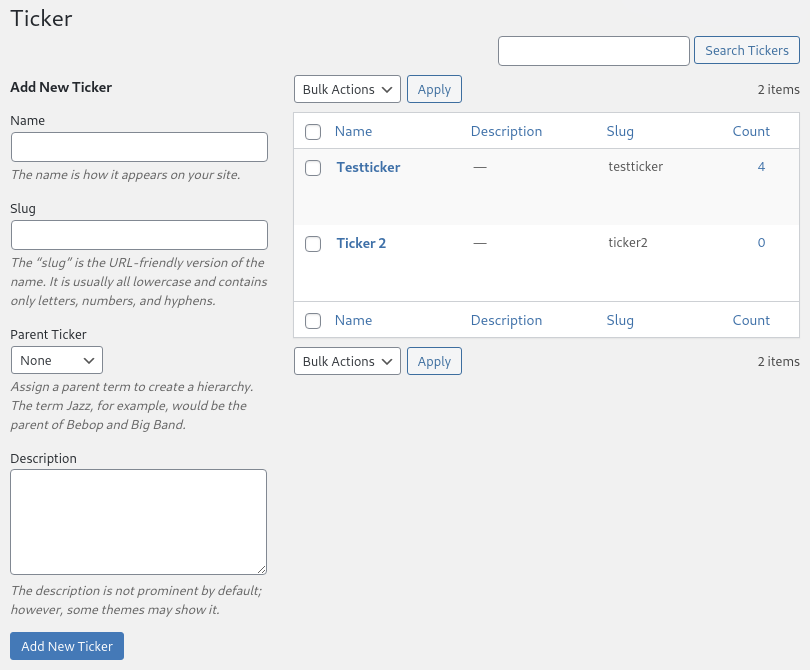 Ticker
Search Tickers
Add New Ticker
Name
The name is how it appears on your site.
Slug
The “slug” is the URL-friendly version of the
name. It is usually all lowercase and contains
only letters, numbers, and hyphens.
Parent Ticker
None
Assign a parent term to create a hierarchy.
The term Jazz, for example, would be the
parent of Bebop and Big Band.
Description
The description is not prominent by default;
however, some themes may show it.
Add New Ticker
Bulk Actions Apply 2 items
Name Description Slug Count
Testticker — testticker 4
Ticker 2 — ticker2 0
Name Description Slug Count
Bulk Actions Apply 2 items